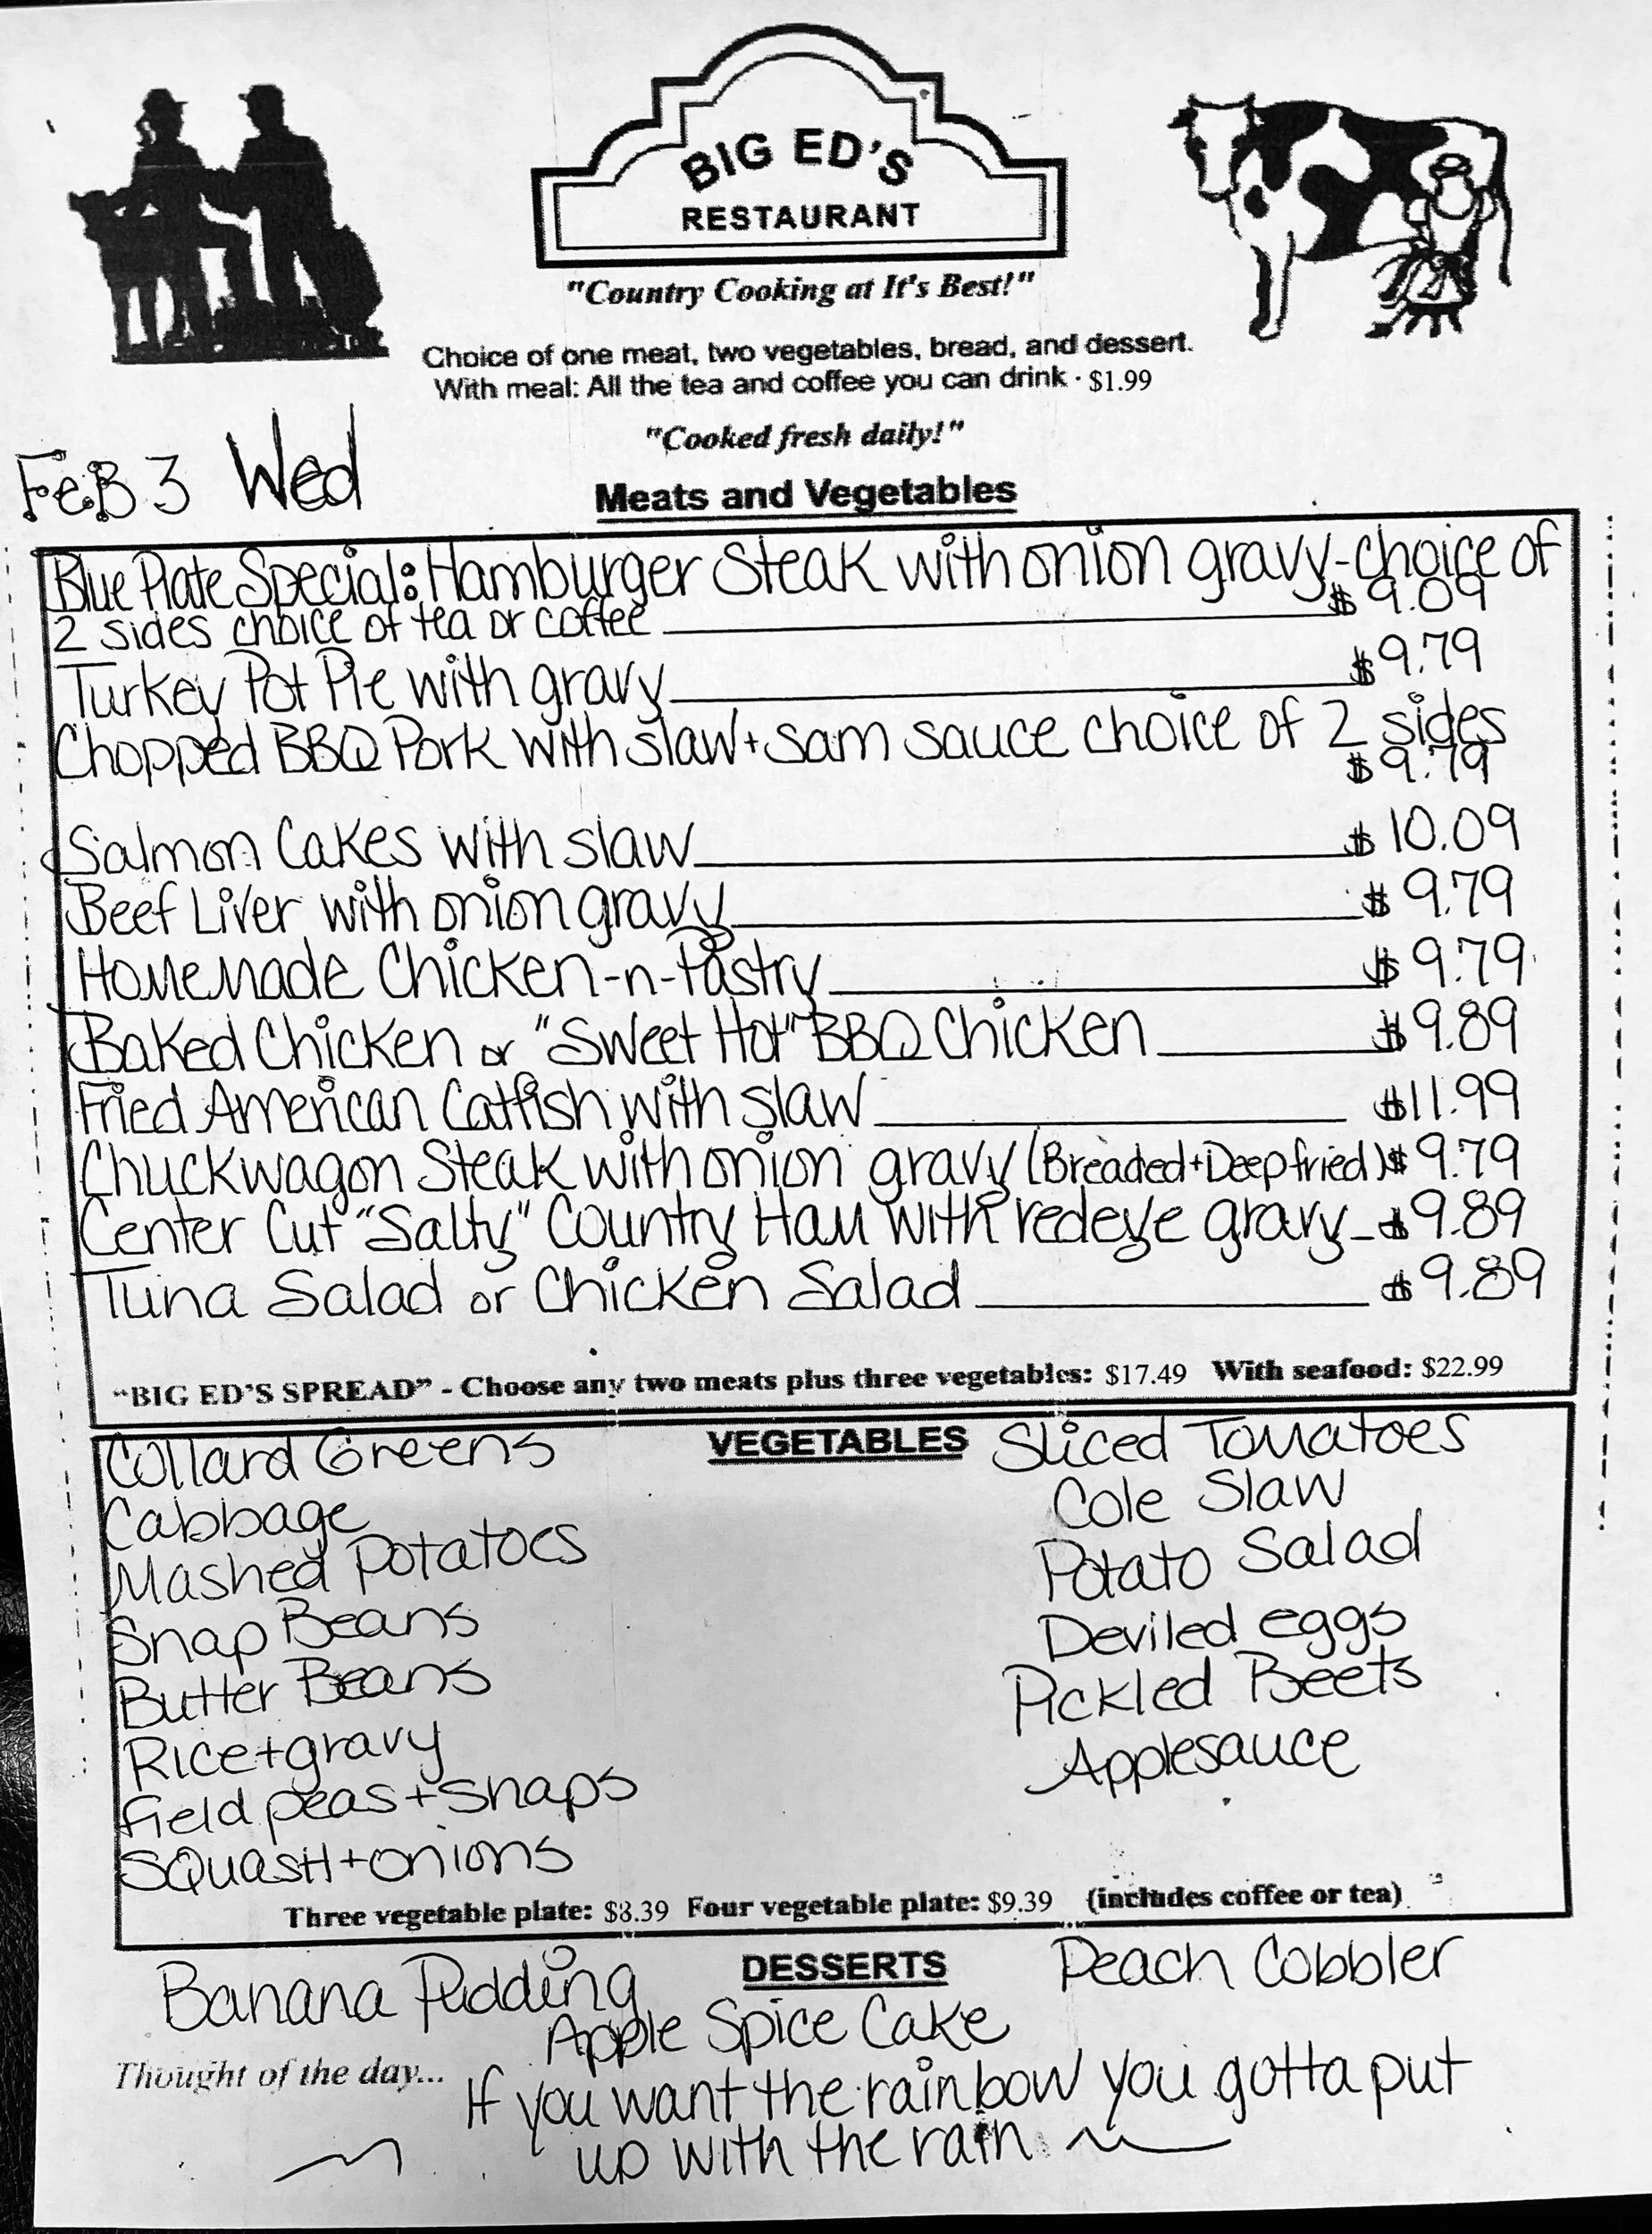 BIG ED'S
RESTAURANT
"Country Cooking at It's Best!"
Choice of one meat, two vegetables, bread, and dessert.
With meal: All the tea and coffee you can drink · $1.99
"Cooked fresh daily!"
FeB 3 Wed
Meats and Vegetables
Blue Plate Special: Hamburger Steak with onion gravy-choice of
2 sides choice of tea or coffee $9.09
Turkey Pot Pie with gravy $9.79
Chopped BBQ Pork with slaw + sam sauce choice of 2 sides
$9.79
Salmon Cakes with slaw $10.09
Beef Liver with onion gravy $9.79
Homemade Chicken-n-Pastry $9.79
Baked Chicken or "Sweet Hot" BBQ Chicken $9.89
Fried American Catfish with slaw $11.99
Chuckwagon Steak with onion gravy (Breaded + Deep fried) $9.79
Center Cut "Salty" Country Ham with redeye gravy $9.89
Tuna Salad or Chicken Salad $9.89
"BIG ED'S SPREAD" - Choose any two meats plus three vegetables: $17.49 With seafood: $22.99
VEGETABLES
Collard Greens
Cabbage
Mashed Potatoes
Snap Beans
Butter Beans
Rice + gravy
Field peas + Snaps
Squash + onions
Sliced Tomatoes
Cole Slaw
Potato Salad
Deviled eggs
Pickled Beets
Applesauce
Three vegetable plate: $8.39 Four vegetable plate: $9.39 (includes coffee or tea)
DESSERTS
Banana Pudding
Peach Cobbler
Apple Spice Cake
Thought of the day...
If you want the rainbow you gotta put
up with the rain